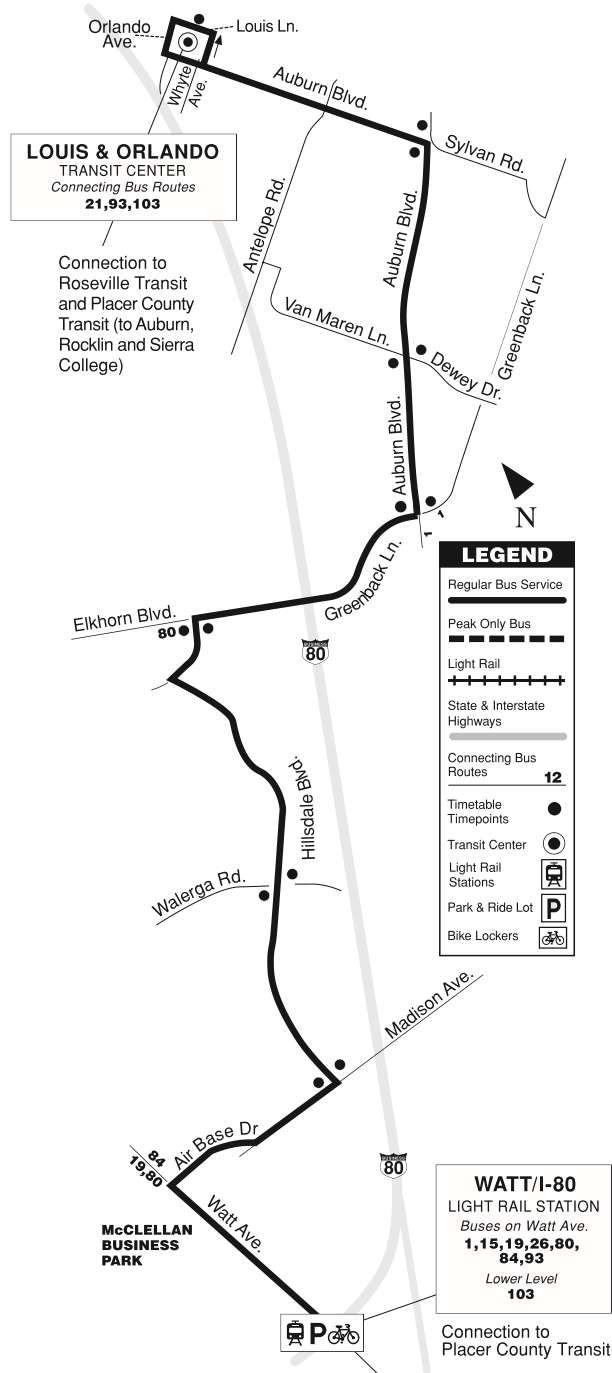 Orlando
Ave.
Louis Ln.
Whyte
Ave.
Auburn Blvd.
LOUIS & ORLANDO
TRANSIT CENTER
Connecting Bus Routes
21,93,103
Sylvan Rd.
Antelope Rd.
Auburn Blvd.
Connection to
Roseville Transit
and Placer County
Transit (to Auburn,
Rocklin and Sierra
College)
Van Maren Ln.
Greenback Ln.
Dewey Dr.
Auburn Blvd.
1
1
N
Greenback Ln.
Elkhorn Blvd.
80
BUSINESS
80
LEGEND
Regular Bus Service
Peak Only Bus
Light Rail
State & Interstate
Highways
Connecting Bus
Routes 12
Timetable
Timepoints
Transit Center
Light Rail
Stations
Park & Ride Lot P
Bike Lockers
Hillsdale Blvd.
Walerga Rd.
Madison Ave.
Air Base Dr
84
19,80
BUSINESS
80
Watt Ave.
McCLELLAN
BUSINESS
PARK
WATT/I-80
LIGHT RAIL STATION
Buses on Watt Ave.
1,15,19,26,80,
84,93
Lower Level
103
P
Connection to
Placer County Transit